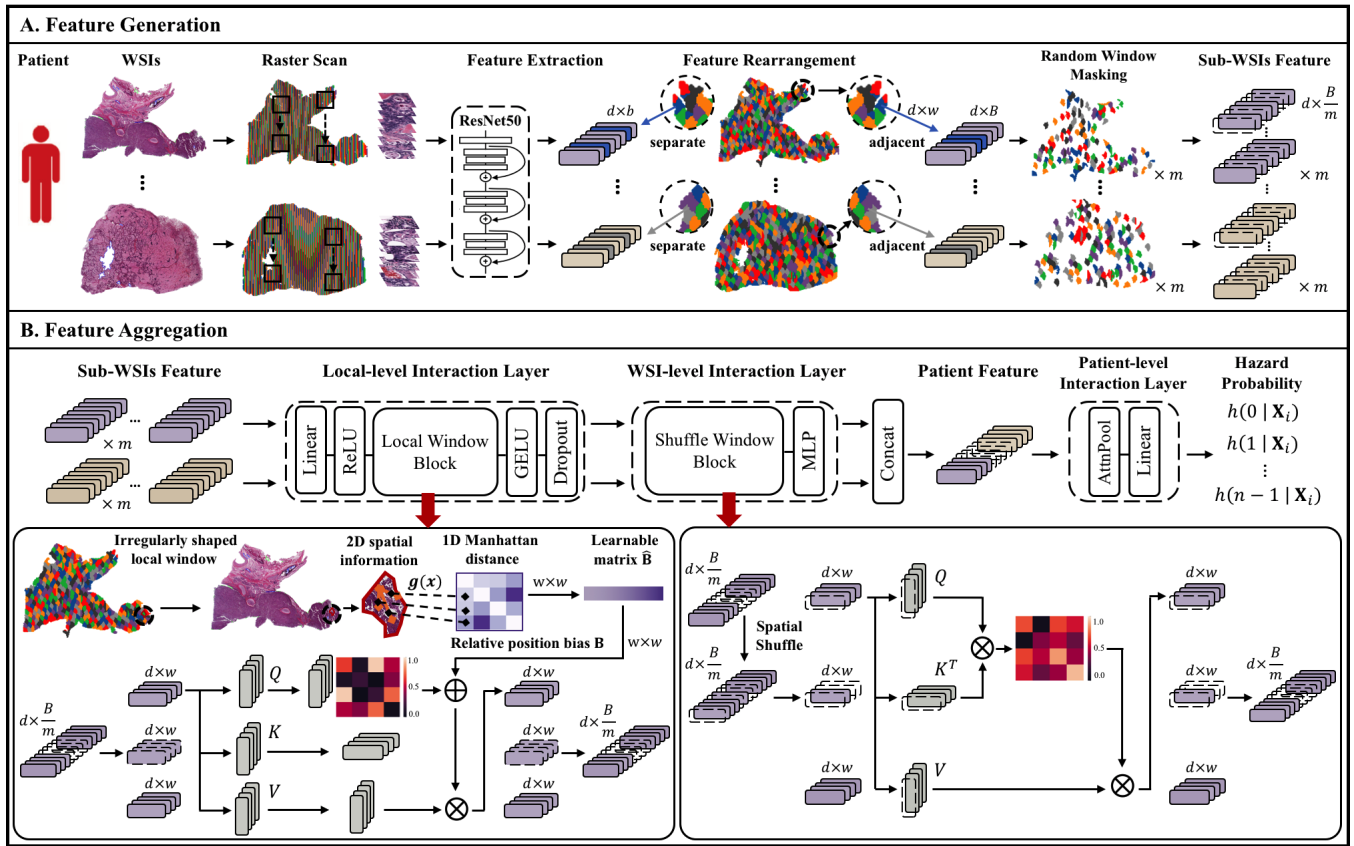 A. Feature Generation
Patient
WSIs
Raster Scan
Feature Extraction
Feature Rearrangement
Random Window
Masking
Sub-WSIs Feature
ResNet50
d×b
separate
d×w
adjacent
d×B
× m
d× B/m
× m
separate
adjacent
× m
× m
B. Feature Aggregation
Sub-WSIs Feature
Local-level Interaction Layer
WSI-level Interaction Layer
Patient Feature
Patient-level
Interaction Layer
Hazard
Probability
× m
× m
Linear
ReLU
Local Window
Block
GELU
Dropout
Shuffle Window
Block
MLP
Concat
AttnPool
Linear
h(0 | X_i)
h(1 | X_i)
h(n − 1 | X_i)
Irregularly shaped
local window
2D spatial
information
1D Manhattan
distance
Learnable
matrix B̂
g(x)
w×w
Relative position bias B
w×w
d×w
Q
1.0
0.5
0.0
d×w
d× B/m
d×w
K
d×w
d× B/m
d×w
V
d×w
d× B/m
d×w
Q
d×w
Spatial
Shuffle
1.0
0.5
0.0
d× B/m
d×w
K^T
d×w
d× B/m
d×w
V
d×w